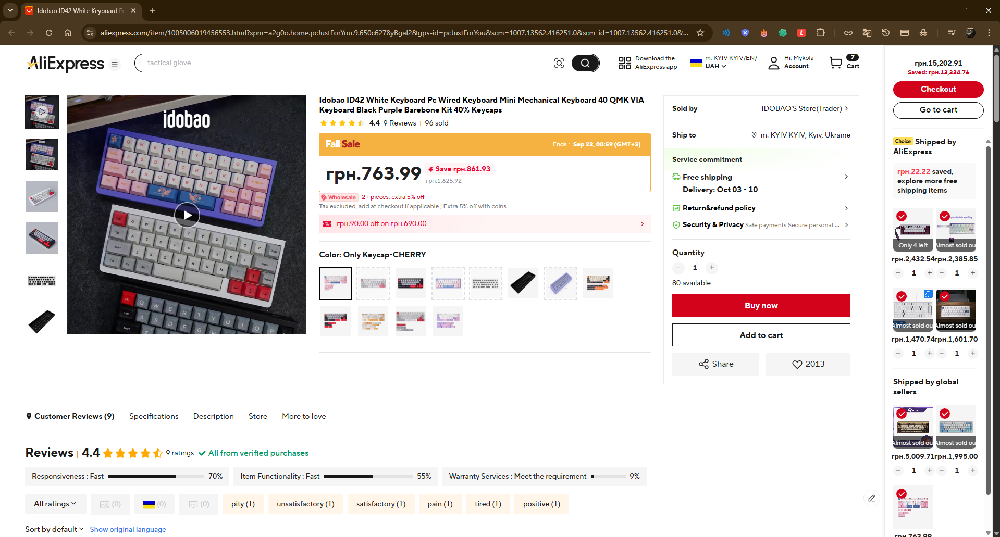 Idobao ID42 White Keyboard Pc
aliexpress.com/item/1005006019456553.html?spm=a2g0o.home.pcJustForYou.9.650c6278yBgal2&gps-id=pcJustForYou&scm=1007.13562.416251.0&scm_id=1007.13562.416251.0&...
AliExpress
tactical glove
Download the
AliExpress app
m. KYIV KYIV/EN/
UAH
Hi, Mykola
Account
7
Cart
idobao
Idobao ID42 White Keyboard Pc Wired Keyboard Mini Mechanical Keyboard 40 QMK VIA
Keyboard Black Purple Barebone Kit 40% Keycaps
4.4 9 Reviews | 96 sold
Fall Sale
Ends : Sep 22, 00:59 (GMT+3)
грн.763.99
Save грн.861.93
грн.1,625.92
Wholesale 2+ pieces, extra 5% off
Tax excluded, add at checkout if applicable ; Extra 5% off with coins
грн.90.00 off on грн.690.00
Color: Only Keycap-CHERRY
Sold by
IDOBAO'S Store(Trader)
Ship to
m. KYIV KYIV, Kyiv, Ukraine
Service commitment
Free shipping
Delivery: Oct 03 - 10
Return&refund policy
Security & Privacy Safe payments·Secure personal ...
Quantity
− 1 +
80 available
Buy now
Add to cart
Share
2013
грн.15,202.91
Saved: грн.13,334.76
Checkout
Go to cart
Choice Shipped by
AliExpress
грн.22.22 saved,
explore more free
shipping items
Only 4 left
Almost sold ou
грн.2,432.54 грн.2,385.85
− 1 + − 1 +
Almost sold ou Almost sold ou
грн.1,470.74 грн.1,601.70
− 1 + − 1 +
Shipped by global
sellers
Almost sold ou Almost sold ou
грн.5,009.71 грн.1,995.00
− 1 + − 1 +
грн.763.99
Customer Reviews (9)
Specifications
Description
Store
More to love
Reviews | 4.4
9 ratings
All from verified purchases
Responsiveness : Fast 70%
Item Functionality : Fast 55%
Warranty Services : Meet the requirement 9%
All ratings
(0)
(0)
(0)
pity (1)
unsatisfactory (1)
satisfactory (1)
pain (1)
tired (1)
positive (1)
Sort by default
Show original language